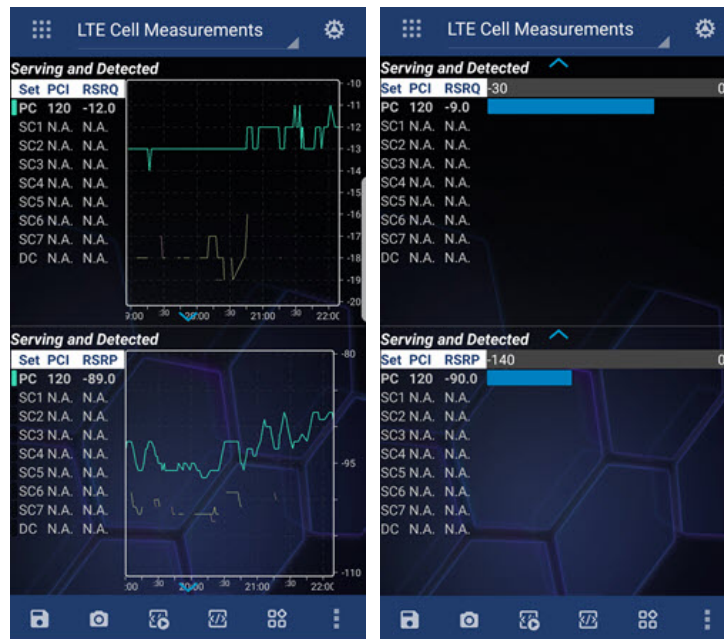 LTE Cell Measurements
Serving and Detected
Set PCI RSRQ
PC 120 -12.0
SC1 N.A. N.A.
SC2 N.A. N.A.
SC3 N.A. N.A.
SC4 N.A. N.A.
SC5 N.A. N.A.
SC6 N.A. N.A.
SC7 N.A. N.A.
DC N.A. N.A.
-10
-11
-12
-13
-14
-15
-16
-17
-18
-19
-20
9:00 :30 20:00 :30 21:00 :30 22:00
Serving and Detected
Set PCI RSRP
PC 120 -89.0
SC1 N.A. N.A.
SC2 N.A. N.A.
SC3 N.A. N.A.
SC4 N.A. N.A.
SC5 N.A. N.A.
SC6 N.A. N.A.
SC7 N.A. N.A.
DC N.A. N.A.
-80
-95
-110
:00 :30 20:00 :30 21:00 :30 22:00
LTE Cell Measurements
Serving and Detected
Set PCI RSRQ -30 0
PC 120 -9.0
SC1 N.A. N.A.
SC2 N.A. N.A.
SC3 N.A. N.A.
SC4 N.A. N.A.
SC5 N.A. N.A.
SC6 N.A. N.A.
SC7 N.A. N.A.
DC N.A. N.A.
Serving and Detected
Set PCI RSRP -140 0
PC 120 -90.0
SC1 N.A. N.A.
SC2 N.A. N.A.
SC3 N.A. N.A.
SC4 N.A. N.A.
SC5 N.A. N.A.
SC6 N.A. N.A.
SC7 N.A. N.A.
DC N.A. N.A.